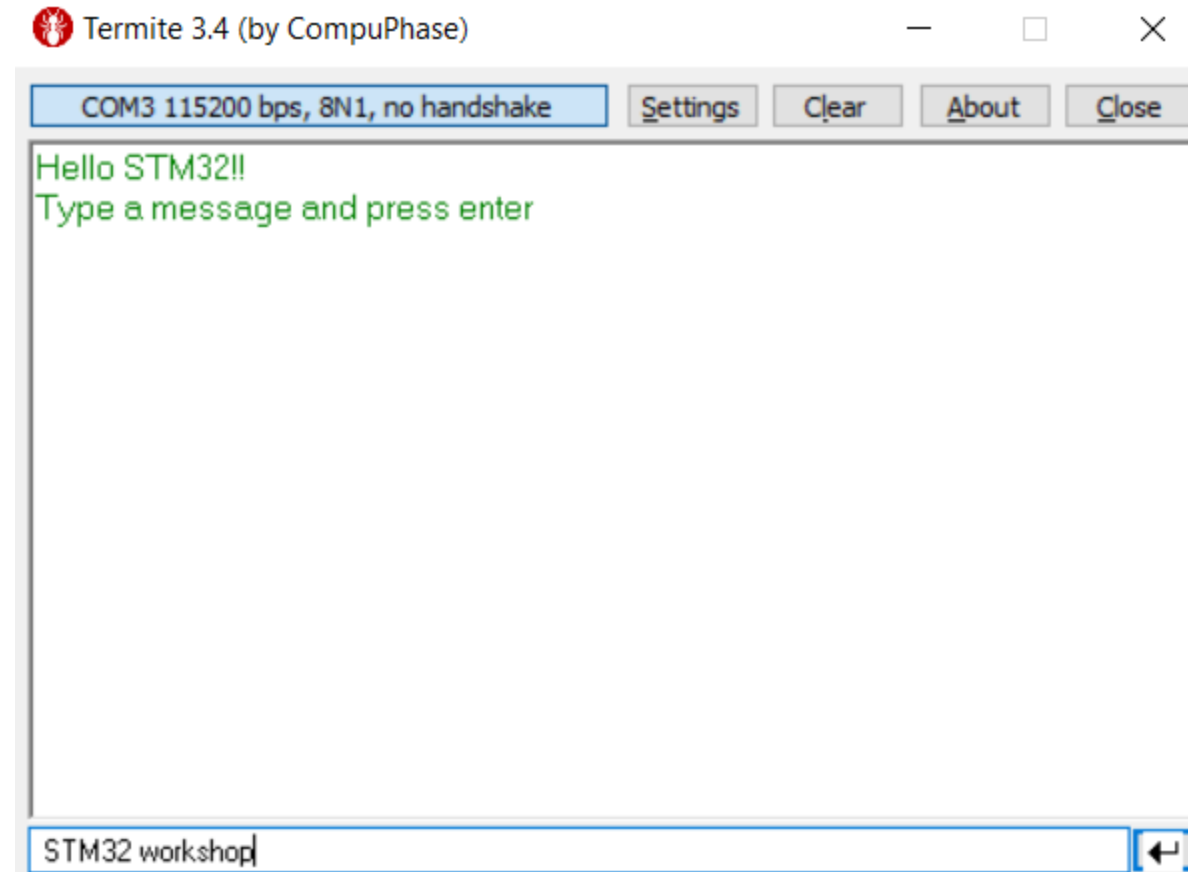 Termite 3.4 (by CompuPhase)
COM3 115200 bps, 8N1, no handshake Settings Clear About Close
Hello STM32!!
Type a message and press enter
STM32 workshop